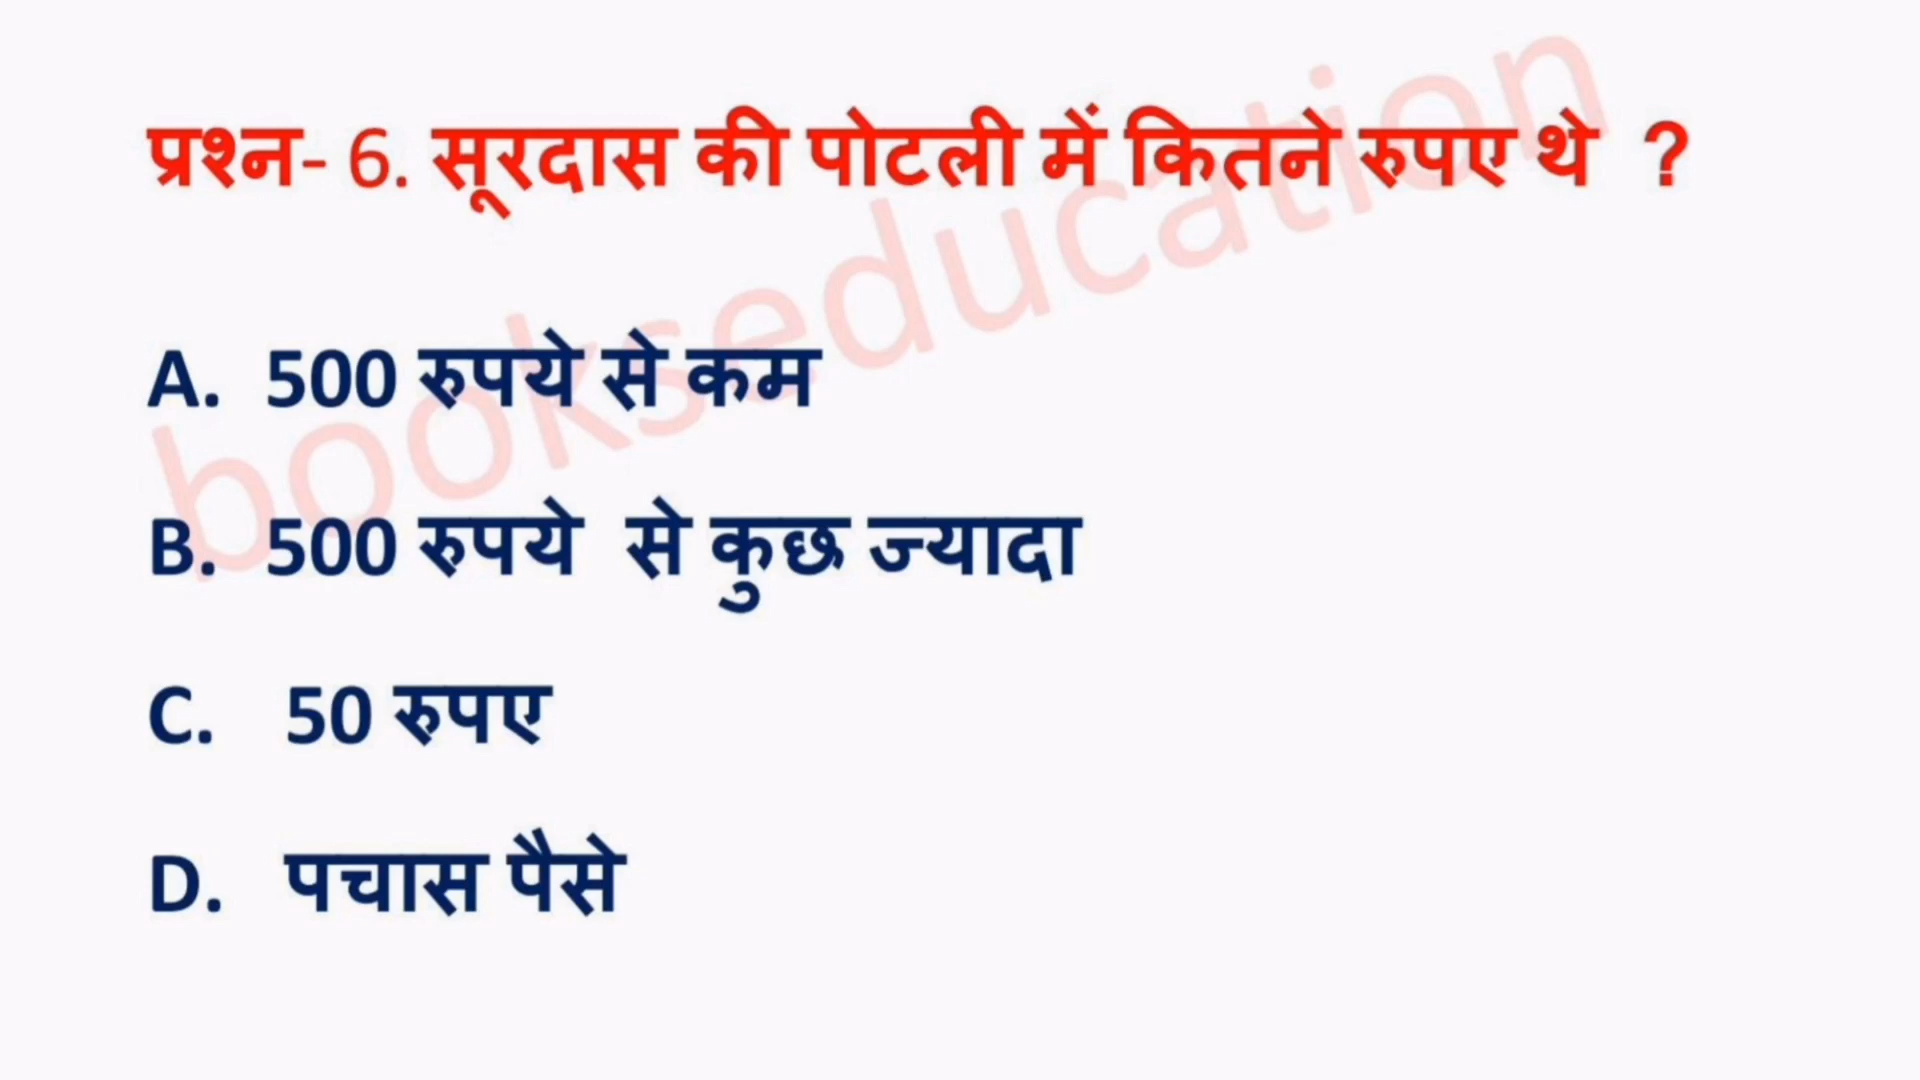 प्रश्न- 6. सूरदास की पोटली में कितने रुपए थे ?
A. 500 रुपये से कम
B. 500 रुपये से कुछ ज्यादा
C. 50 रुपए
D. पचास पैसे
bookseducation